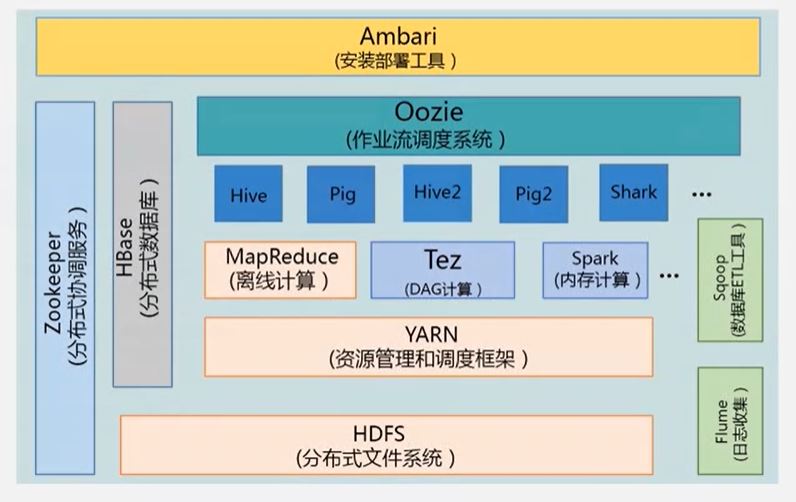 Ambari
(安装部署工具)
Zookeeper
(分布式协调服务)
HBase
(分布式数据库)
Oozie
(作业流调度系统)
Hive
Pig
Hive2
Pig2
Shark
...
MapReduce
(离线计算)
Tez
(DAG计算)
Spark
(内存计算)
...
Sqoop
(数据库ETL工具)
YARN
(资源管理和调度框架)
Flume
(日志收集)
HDFS
(分布式文件系统)